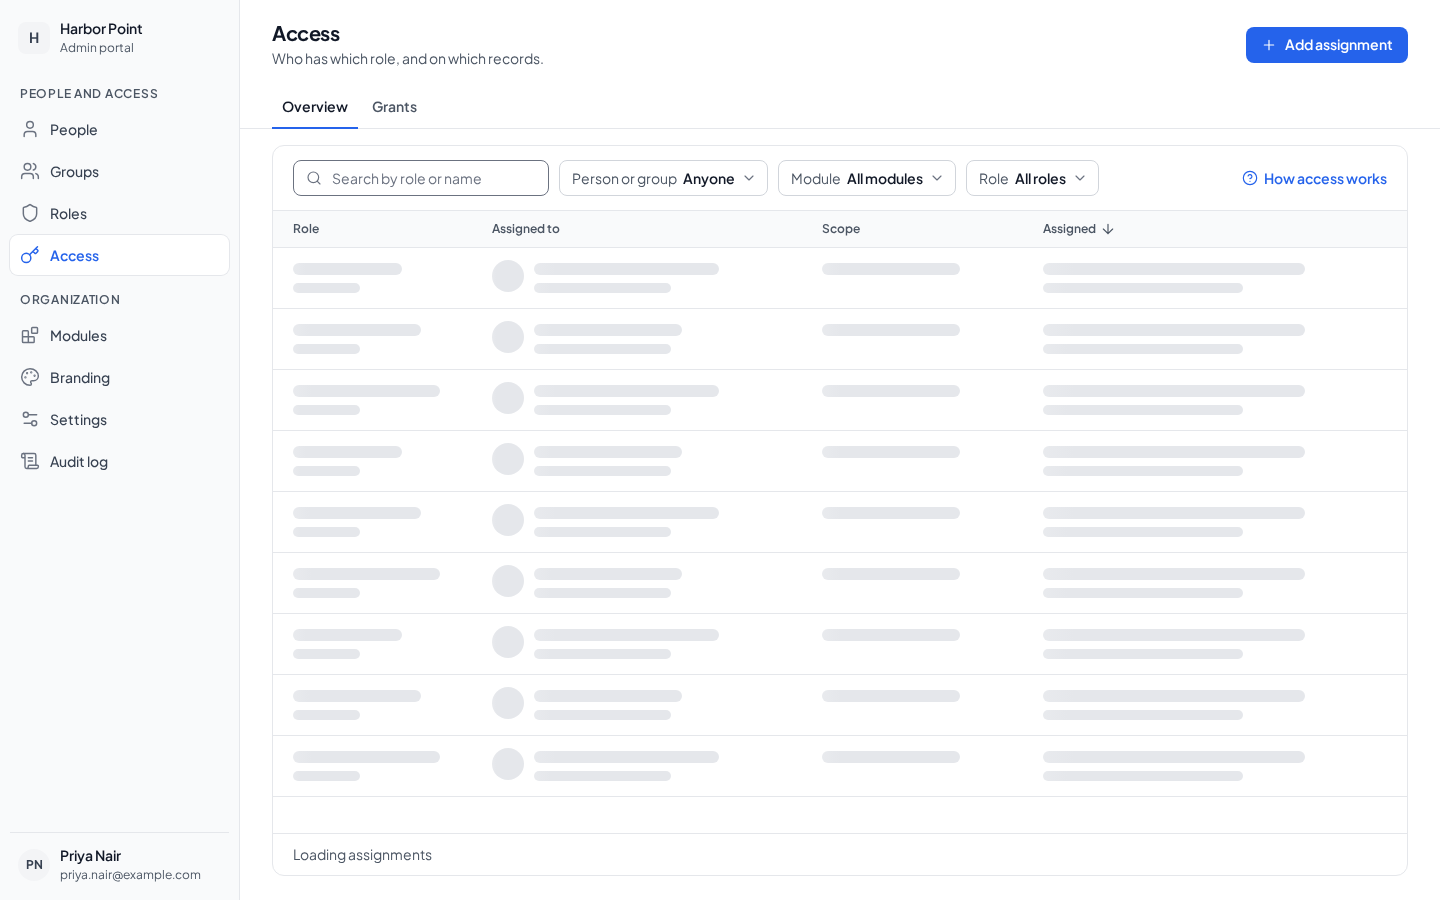 H
Harbor Point
Admin portal
PEOPLE AND ACCESS
People
Groups
Roles
Access
ORGANIZATION
Modules
Branding
Settings
Audit log
PN
Priya Nair
priya.nair@example.com
Access
Who has which role, and on which records.
Add assignment
Overview
Grants
Search by role or name
Person or group Anyone
Module All modules
Role All roles
How access works
Role
Assigned to
Scope
Assigned
Loading assignments